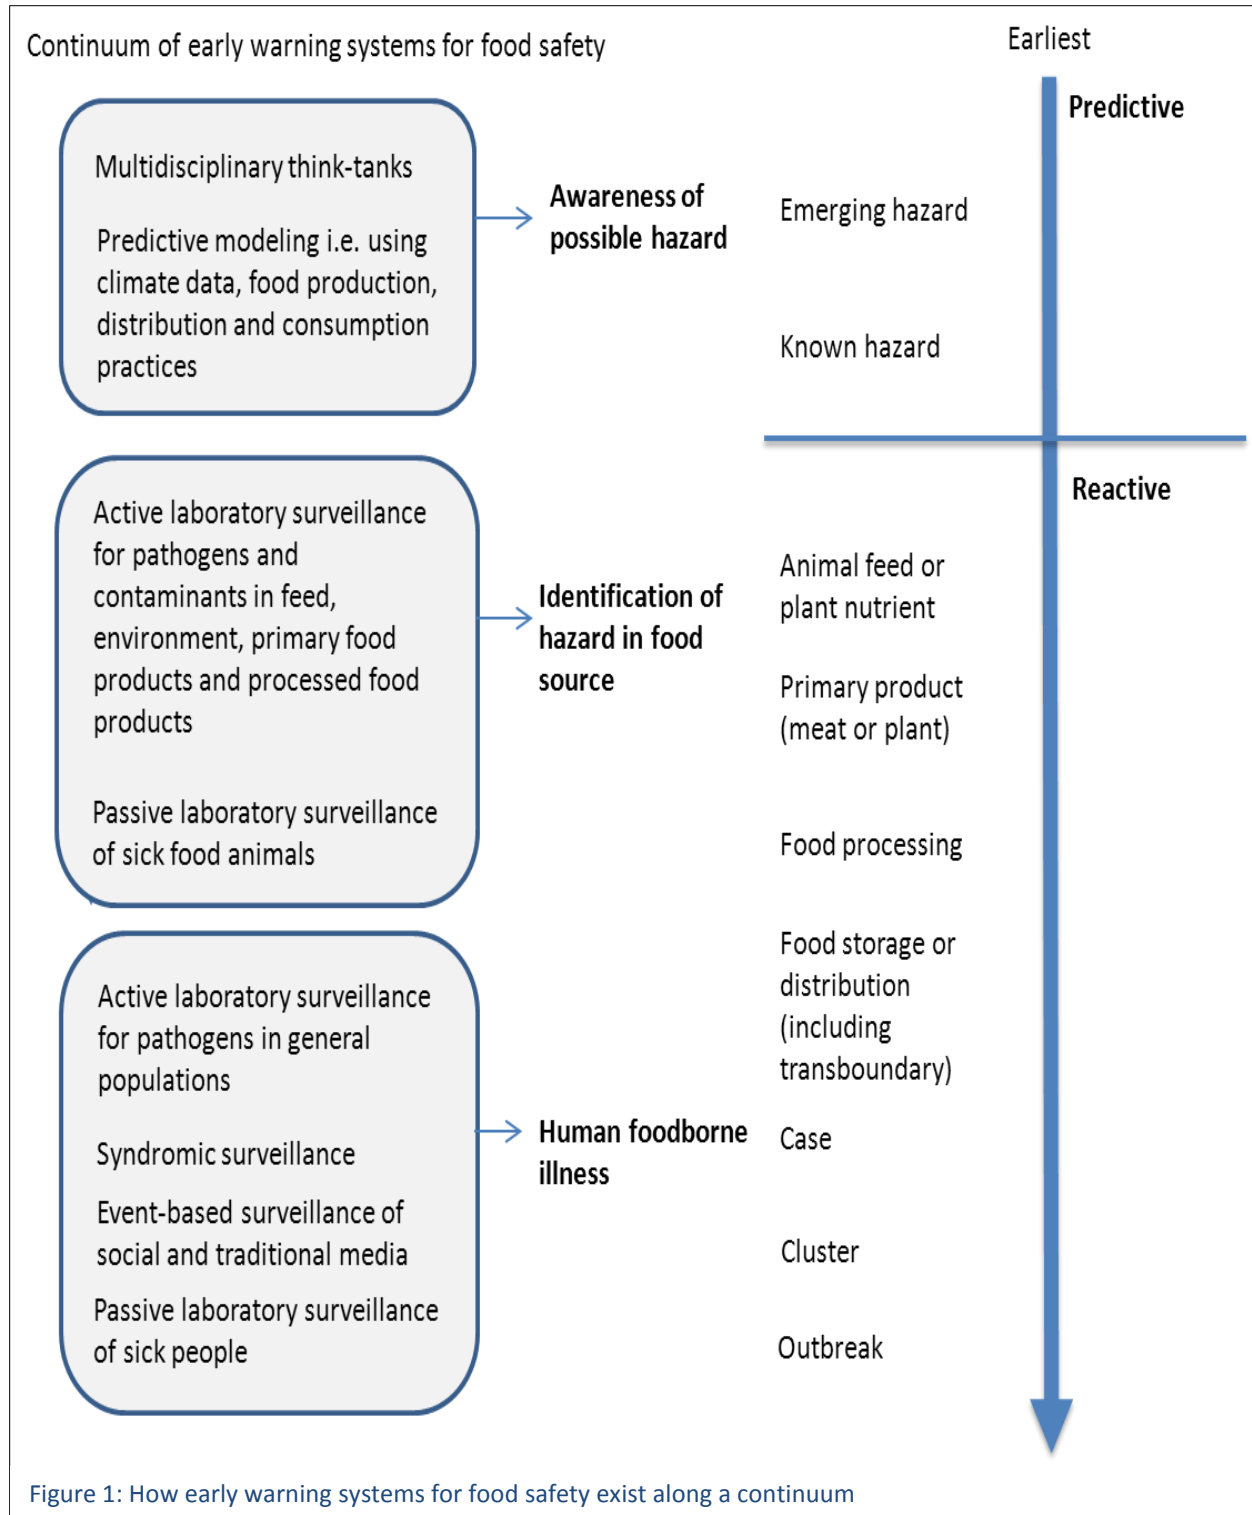 Continuum of early warning systems for food safety
Earliest
Predictive
Multidisciplinary think-tanks
Predictive modeling i.e. using
climate data, food production,
distribution and consumption
practices
Awareness of
possible hazard
Emerging hazard
Known hazard
Reactive
Active laboratory surveillance
for pathogens and
contaminants in feed,
environment, primary food
products and processed food
products
Passive laboratory surveillance
of sick food animals
Identification of
hazard in food
source
Animal feed or
plant nutrient
Primary product
(meat or plant)
Food processing
Food storage or
distribution
(including
transboundary)
Active laboratory surveillance
for pathogens in general
populations
Syndromic surveillance
Event-based surveillance of
social and traditional media
Passive laboratory surveillance
of sick people
Human foodborne
illness
Case
Cluster
Outbreak
Figure 1: How early warning systems for food safety exist along a continuum